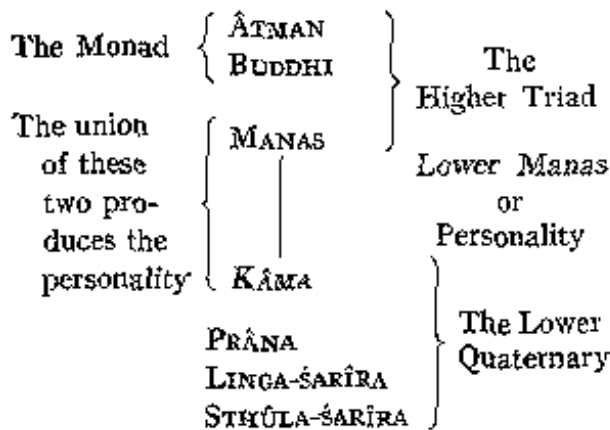 The Monad
ÂTMAN
BUDDHI
The
Higher Triad
The union
of these
two pro-
duces the
personality
MANAS
Lower Manas
or
Personality
KÂMA
PRÂNA
LINGA-ŚARÎRA
STHÛLA-ŚARÎRA
The Lower
Quaternary